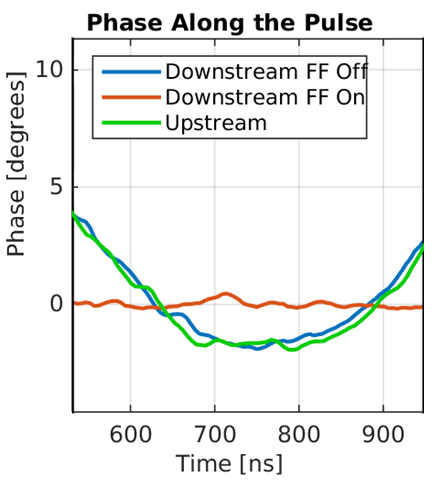 Phase Along the Pulse
Downstream FF Off
Downstream FF On
Upstream
10
5
0
Phase [degrees]
600 700 800 900
Time [ns]